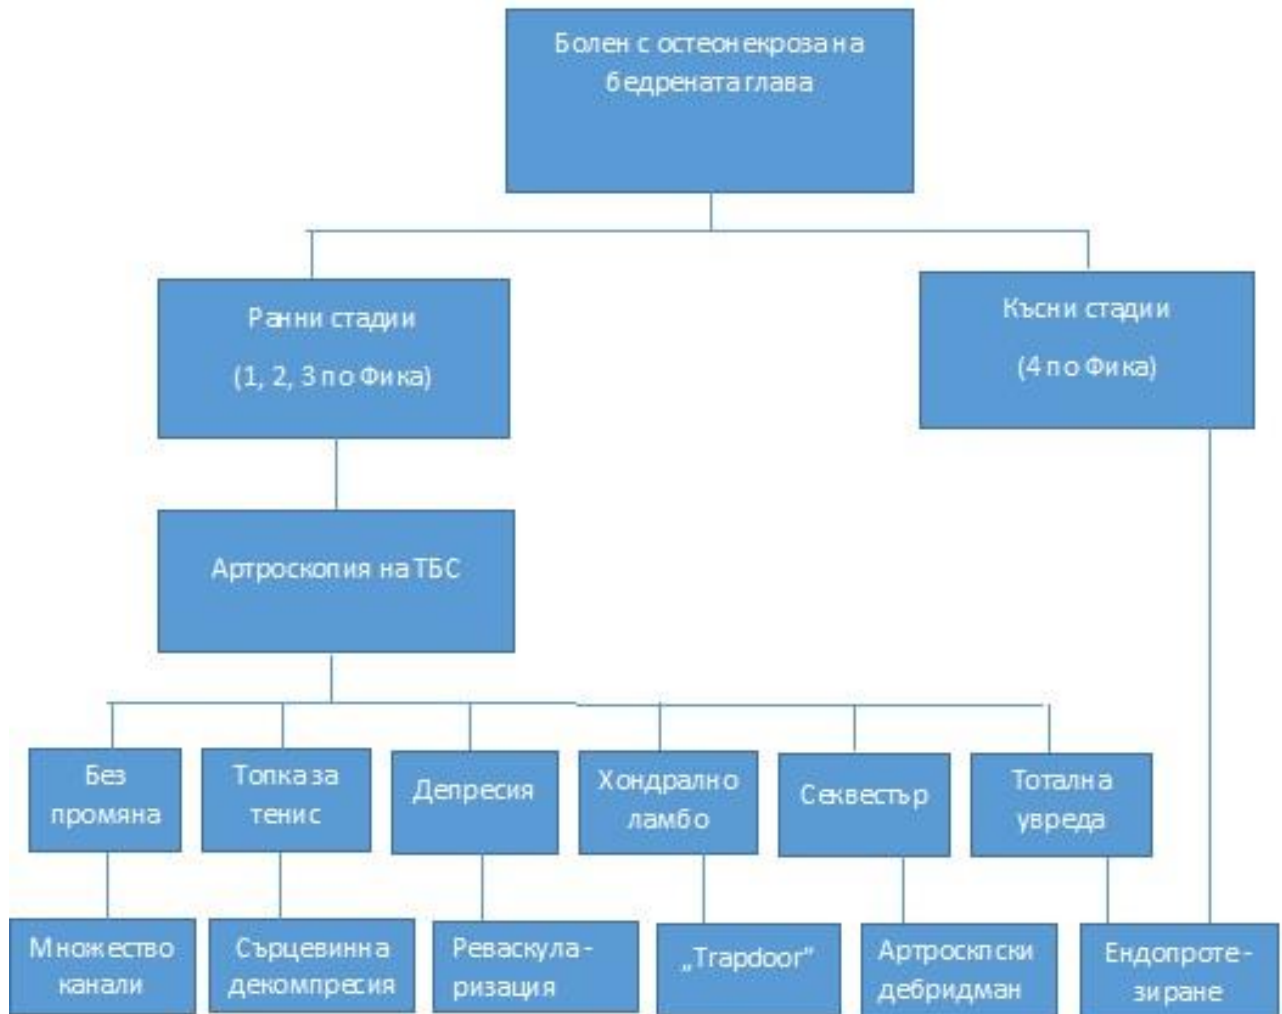 Болен с остеонекроза на
бедрената глава
Ранни стадии
(1, 2, 3 по Фика)
Късни стадии
(4 по Фика)
Артроскопия на ТБС
Без
промяна
Топка за
тенис
Депресия
Хондрално
ламбо
Секвестър
Тотална
увреда
Множество
канали
Сърцевинна
декомпресия
Реваскула-
ризация
„Trapdoor“
Артросклски
дебридман
Ендопроте-
зиране